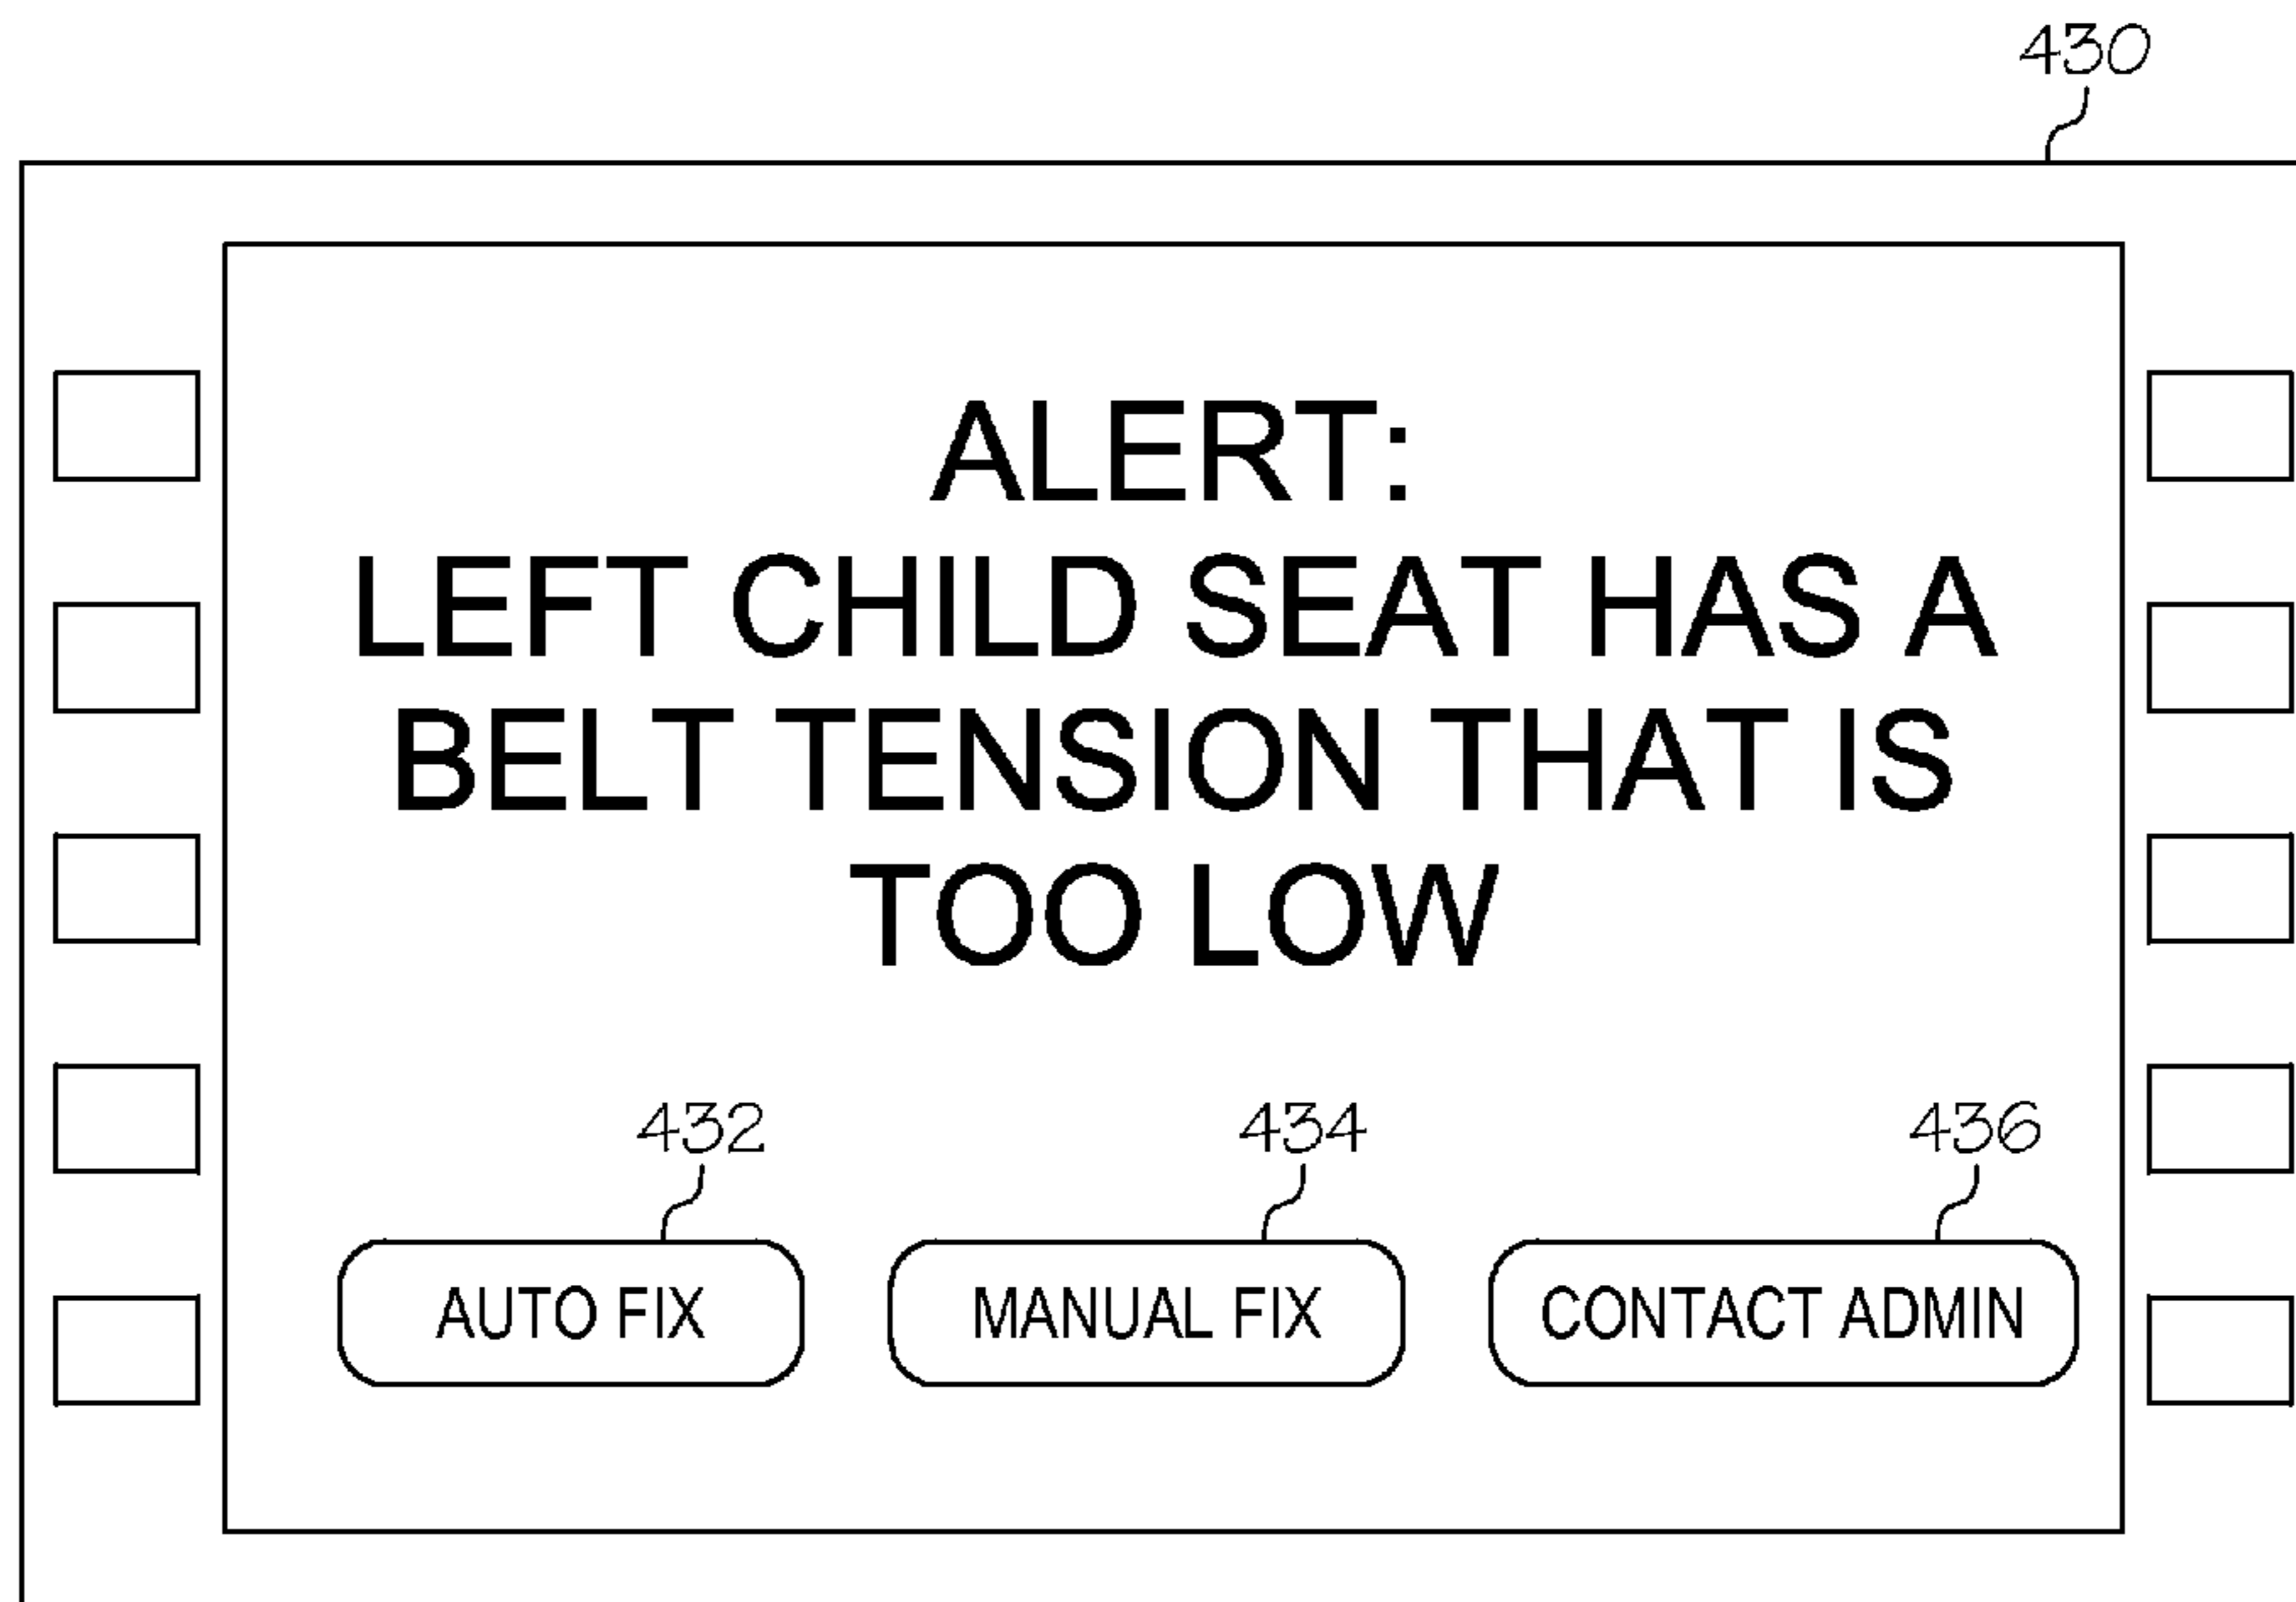 430
ALERT:
LEFT CHILD SEAT HAS A
BELT TENSION THAT IS
TOO LOW
432 434 436
AUTO FIX MANUAL FIX CONTACT ADMIN